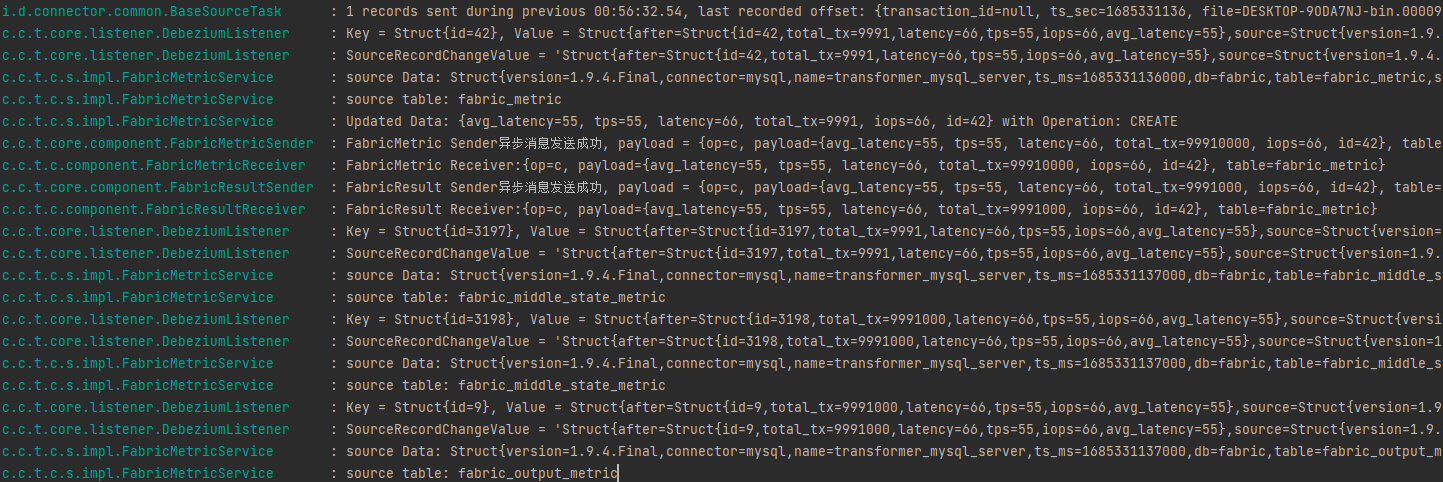 i.d.connector.common.BaseSourceTask : 1 records sent during previous 00:56:32.54, last recorded offset: {transaction_id=null, ts_sec=1685331136, file=DESKTOP-9ODA7NJ-bin.00009
c.c.t.core.listener.DebeziumListener : Key = Struct{id=42}, Value = Struct{after=Struct{id=42,total_tx=9991,latency=66,tps=55,iops=66,avg_latency=55},source=Struct{version=1.9.
c.c.t.core.listener.DebeziumListener : SourceRecordChangeValue = 'Struct{after=Struct{id=42,total_tx=9991,latency=66,tps=55,iops=66,avg_latency=55},source=Struct{version=1.9.4.
c.c.t.c.s.impl.FabricMetricService : source Data: Struct{version=1.9.4.Final,connector=mysql,name=transformer_mysql_server,ts_ms=1685331136000,db=fabric,table=fabric_metric,s
c.c.t.c.s.impl.FabricMetricService : source table: fabric_metric
c.c.t.c.s.impl.FabricMetricService : Updated Data: {avg_latency=55, tps=55, latency=66, total_tx=9991, iops=66, id=42} with Operation: CREATE
c.c.t.core.component.FabricMetricSender : FabricMetric Sender异步消息发送成功, payload = {op=c, payload={avg_latency=55, tps=55, latency=66, total_tx=99910000, iops=66, id=42}, table
c.c.t.c.component.FabricMetricReceiver : FabricMetric Receiver:{op=c, payload={avg_latency=55, tps=55, latency=66, total_tx=99910000, iops=66, id=42}, table=fabric_metric}
c.c.t.core.component.FabricResultSender : FabricResult Sender异步消息发送成功, payload = {op=c, payload={avg_latency=55, tps=55, latency=66, total_tx=9991000, iops=66, id=42}, table=
c.c.t.c.component.FabricResultReceiver : FabricResult Receiver:{op=c, payload={avg_latency=55, tps=55, latency=66, total_tx=9991000, iops=66, id=42}, table=fabric_metric}
c.c.t.core.listener.DebeziumListener : Key = Struct{id=3197}, Value = Struct{after=Struct{id=3197,total_tx=9991,latency=66,tps=55,iops=66,avg_latency=55},source=Struct{version=
c.c.t.core.listener.DebeziumListener : SourceRecordChangeValue = 'Struct{after=Struct{id=3197,total_tx=9991,latency=66,tps=55,iops=66,avg_latency=55},source=Struct{version=1.9.
c.c.t.c.s.impl.FabricMetricService : source Data: Struct{version=1.9.4.Final,connector=mysql,name=transformer_mysql_server,ts_ms=1685331137000,db=fabric,table=fabric_middle_s
c.c.t.c.s.impl.FabricMetricService : source table: fabric_middle_state_metric
c.c.t.core.listener.DebeziumListener : Key = Struct{id=3198}, Value = Struct{after=Struct{id=3198,total_tx=9991000,latency=66,tps=55,iops=66,avg_latency=55},source=Struct{versi
c.c.t.core.listener.DebeziumListener : SourceRecordChangeValue = 'Struct{after=Struct{id=3198,total_tx=9991000,latency=66,tps=55,iops=66,avg_latency=55},source=Struct{version=1
c.c.t.c.s.impl.FabricMetricService : source Data: Struct{version=1.9.4.Final,connector=mysql,name=transformer_mysql_server,ts_ms=1685331137000,db=fabric,table=fabric_middle_s
c.c.t.c.s.impl.FabricMetricService : source table: fabric_middle_state_metric
c.c.t.core.listener.DebeziumListener : Key = Struct{id=9}, Value = Struct{after=Struct{id=9,total_tx=9991000,latency=66,tps=55,iops=66,avg_latency=55},source=Struct{version=1.9
c.c.t.core.listener.DebeziumListener : SourceRecordChangeValue = 'Struct{after=Struct{id=9,total_tx=9991000,latency=66,tps=55,iops=66,avg_latency=55},source=Struct{version=1.9.
c.c.t.c.s.impl.FabricMetricService : source Data: Struct{version=1.9.4.Final,connector=mysql,name=transformer_mysql_server,ts_ms=1685331137000,db=fabric,table=fabric_output_m
c.c.t.c.s.impl.FabricMetricService : source table: fabric_output_metric